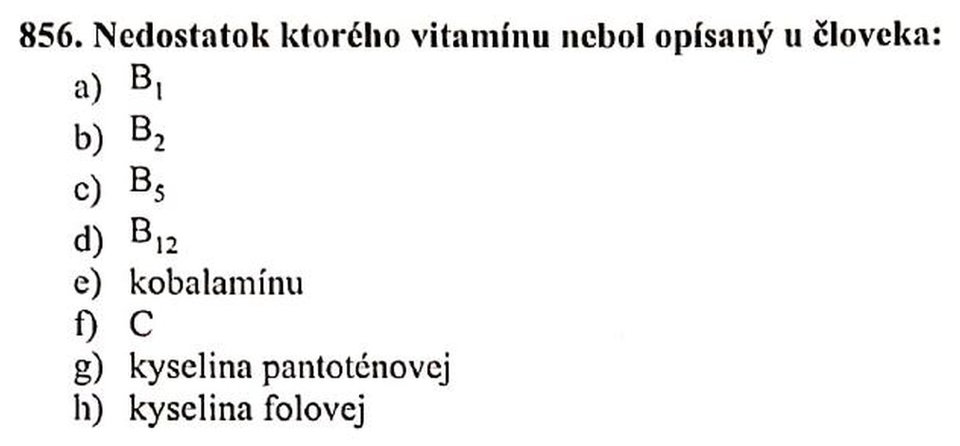 856. Nedostatok ktorého vitamínu nebol opísaný u človeka:
a) B₁
b) B₂
c) B₅
d) B₁₂
e) kobalamínu
f) C
g) kyselina pantoténovej
h) kyselina folovej